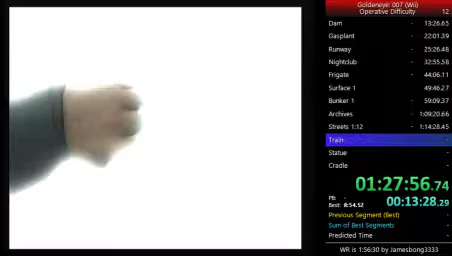 Goldeneye: 007 (Wii)
Operative Difficulty 12
Dam - 13:26.65
Gasplant - 22:01.39
Runway - 25:26.48
Nightclub - 32:55.58
Frigate - 44:06.11
Surface 1 49:46.27
Bunker 1 - 59:09.37
Archives - 1:09:20.66
Streets 1:12 - 1:14:28.45
Train -
Statue -
Cradle -
01:27:56.74
PB: -
Best: 8:54.52 00:13:28.29
Previous Segment (Best) -
Sum of Best Segments -
Predicted Time -
WR is 1:56:30 by Jamesbong3333